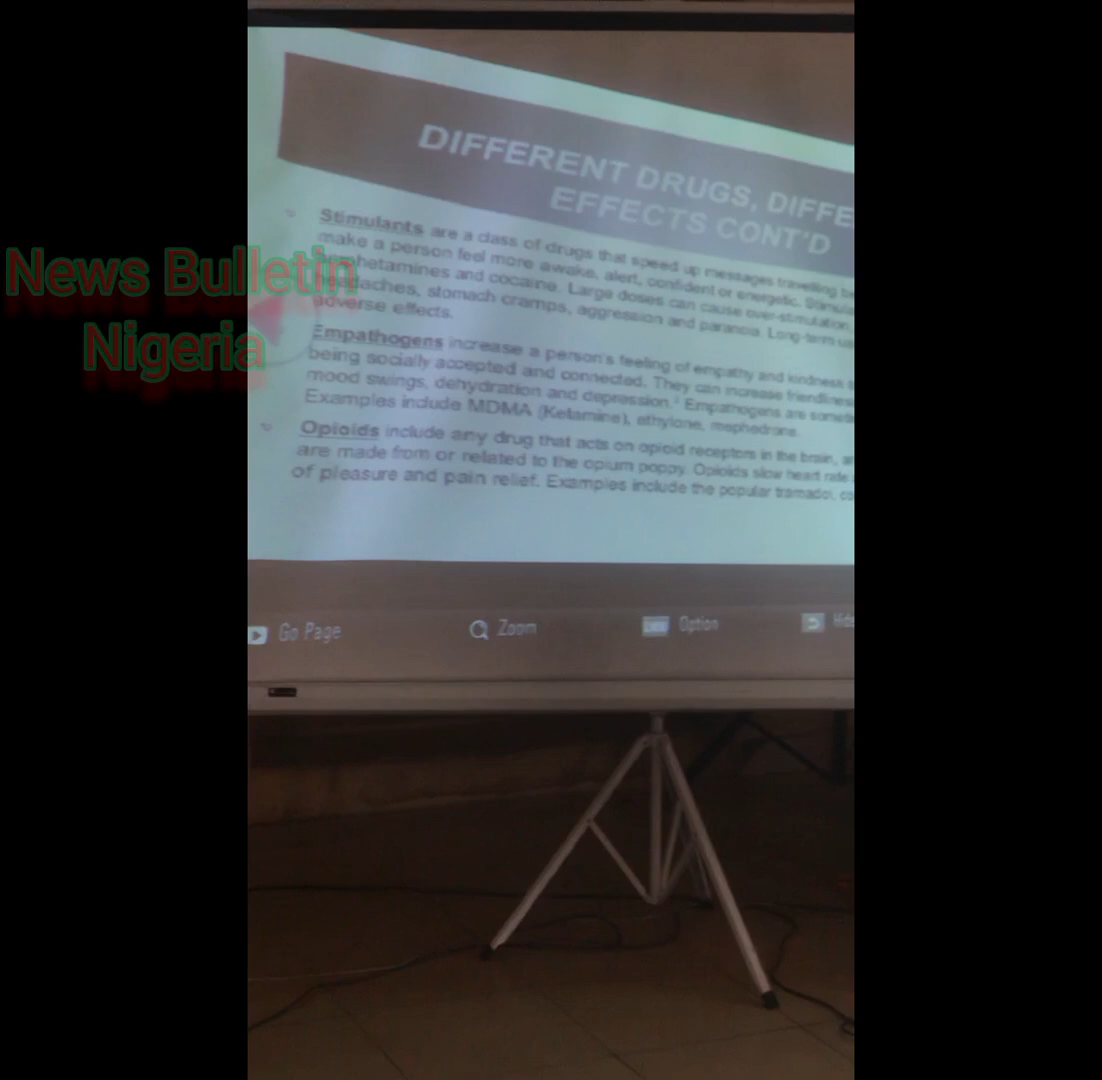 DIFFERENT DRUGS, DIFFE
EFFECTS CONT'D
Stimulants are a class of drugs that speed up messages travelling
make a person feel more awake, alert, confident or energetic.
and cocaine. Large doses can cause over-stimulation,
headaches, stomach cramps, aggression and paranoia. Long-term
adverse effects.
Empathogens increase a person's feeling of empathy and kindness
being socially accepted and connected. They can increase friendliness
mood swings, dehydration and depression. Empathogens are
Examples include MDMA (Ketamine), ethylone, mephedrone.
Opioids include any drug that acts on opioid receptors in the brain,
are made from or related to the opium poppy. Opioids slow heart rate
of pleasure and pain relief. Examples include the popular tramadol, co
Go Page
Zoom
Option
Hide
News Bulletin
Nigeria